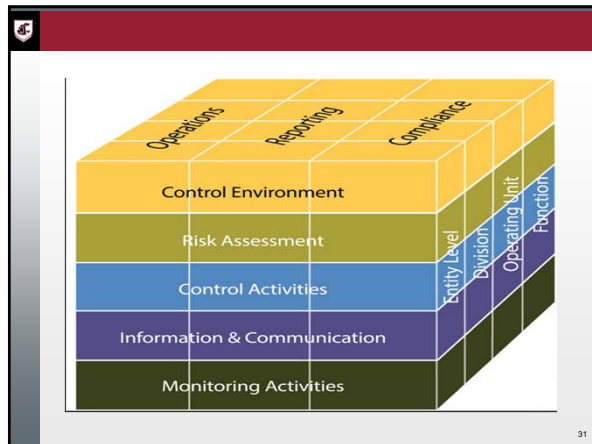 Operations
Reporting
Compliance
Control Environment
Risk Assessment
Control Activities
Information & Communication
Monitoring Activities
Entity Level
Division
Operating Unit
Function
31